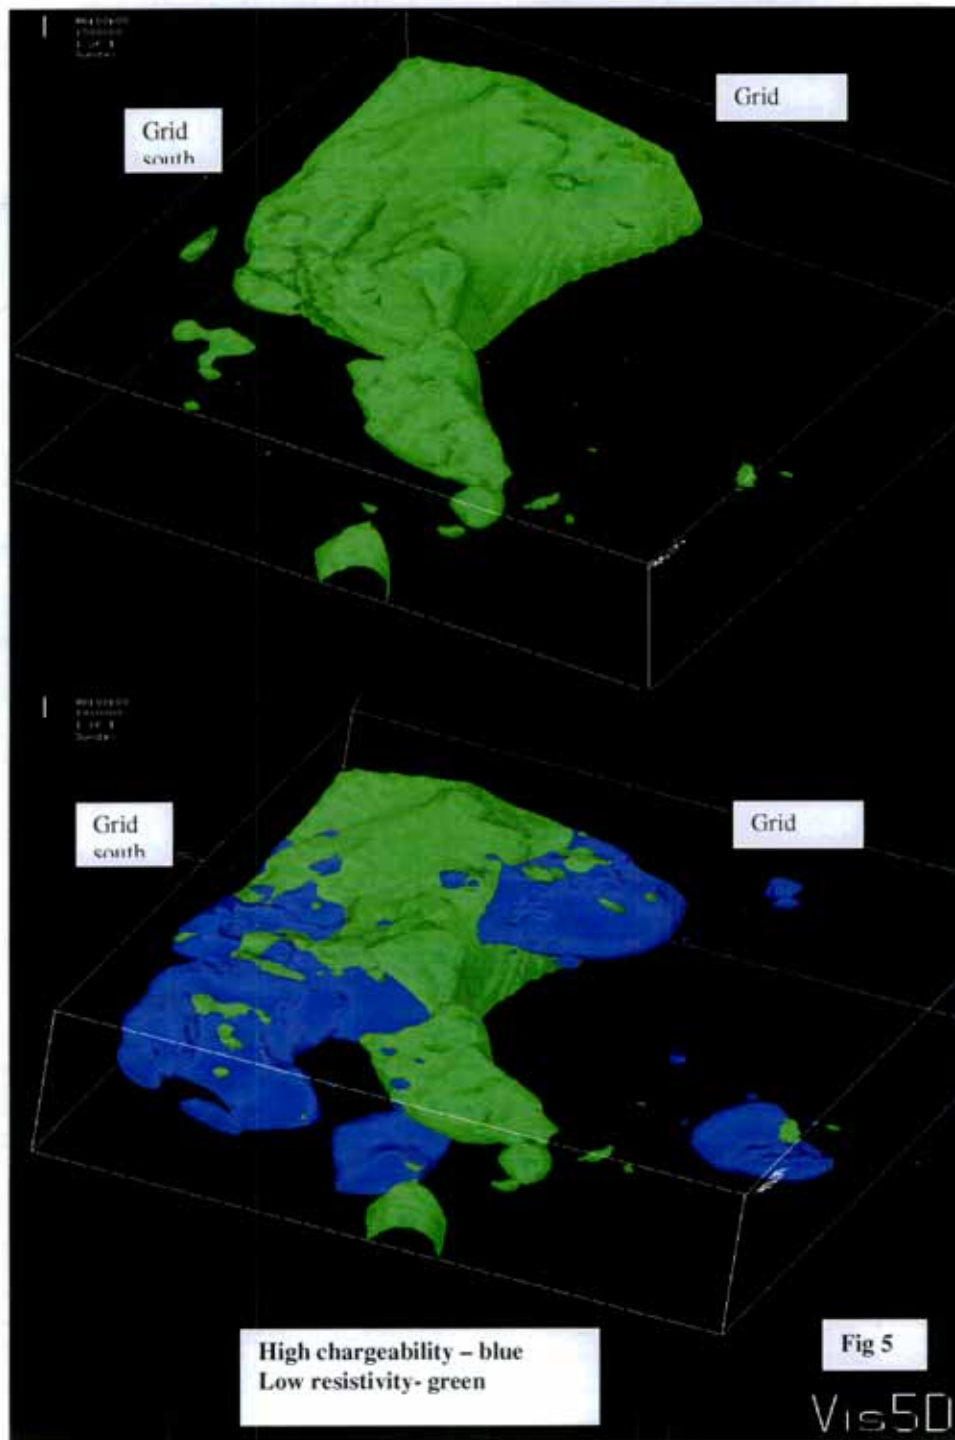 Grid
south
Grid
Grid
south
Grid
High chargeability – blue
Low resistivity- green
Fig 5
Vis5D